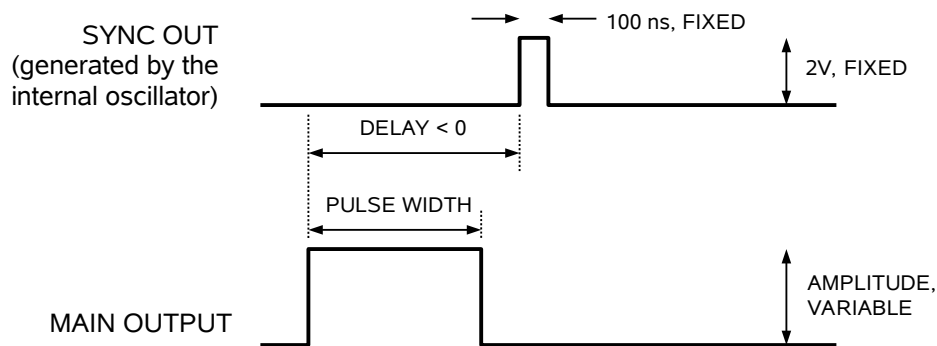 100 ns, FIXED
SYNC OUT
(generated by the
internal oscillator)
2V, FIXED
DELAY < 0
PULSE WIDTH
AMPLITUDE,
VARIABLE
MAIN OUTPUT